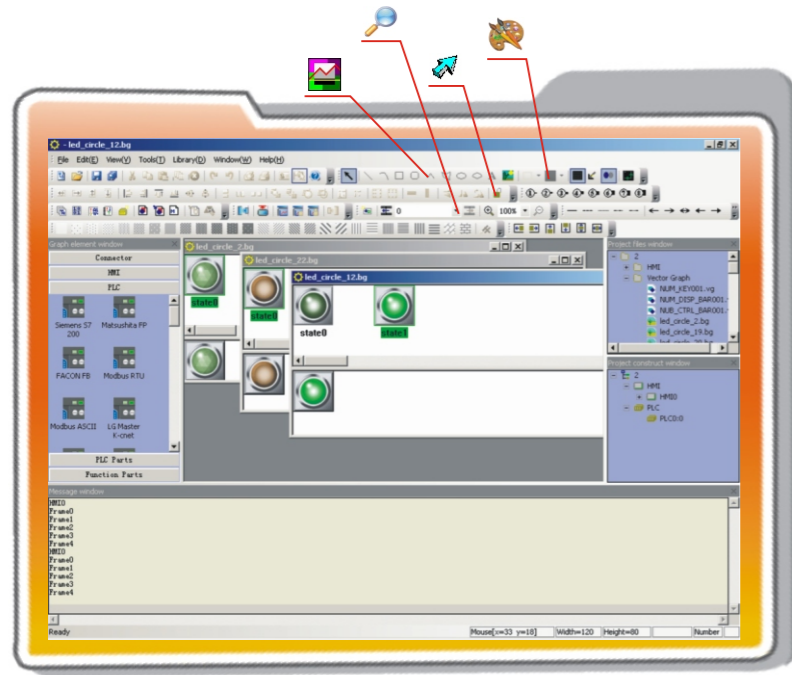 - led_circle_12.bg
File Edit(E) View(V) Tools(T) Library(D) Window(W) Help(H)
0
100%
Graph element window
Connector
HMI
PLC
Siemens S7 200
Matsushita FP
FACON FB
Modbus RTU
Modbus ASCII
LG Master K-cnet
PLC Parts
Function Parts
led_circle_2.bg
state0
led_circle_22.bg
state0
led_circle_12.bg
state0
state1
Project files window
2
HMI
Vector Graph
NUM_KEY001.vg
NUM_DISP_BAR001.
NUB_CTRL_BAR001.
led_circle_2.bg
led_circle_19.bg
led_circle_20.bg
Project construct window
2
HMI
HMI0
PLC
PLC0:0
Message window
HMI0
Frame0
Frame1
Frame2
Frame3
Frame4
HMI0
Frame0
Frame1
Frame2
Frame3
Frame4
Ready
Mouse[x=33 y=18]
Width=120
Height=80
Number